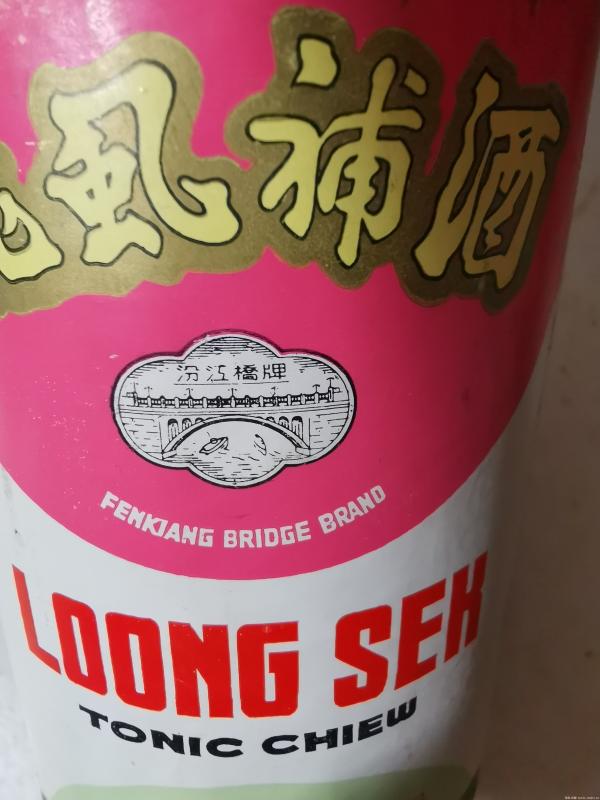 虱補酒
汾江橋牌
FENKIANG BRIDGE BRAND
LOONG SEK
TONIC CHIEW